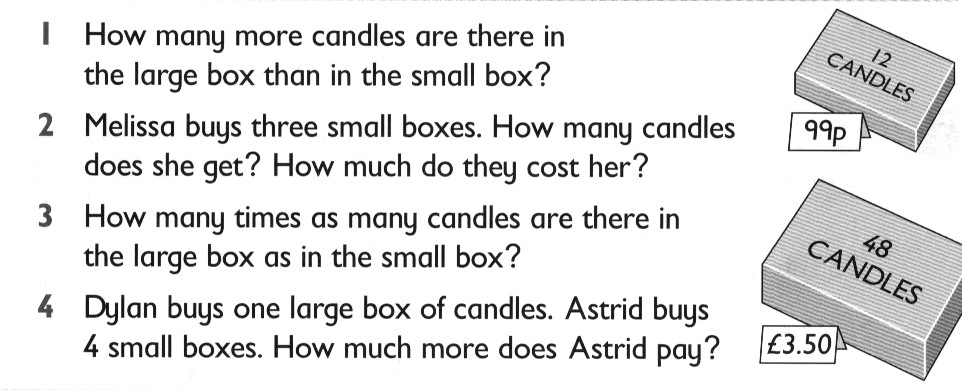 1 How many more candles are there in
the large box than in the small box?
2 Melissa buys three small boxes. How many candles
does she get? How much do they cost her?
3 How many times as many candles are there in
the large box as in the small box?
4 Dylan buys one large box of candles. Astrid buys
4 small boxes. How much more does Astrid pay?
12
CANDLES
99p
48
CANDLES
£3.50